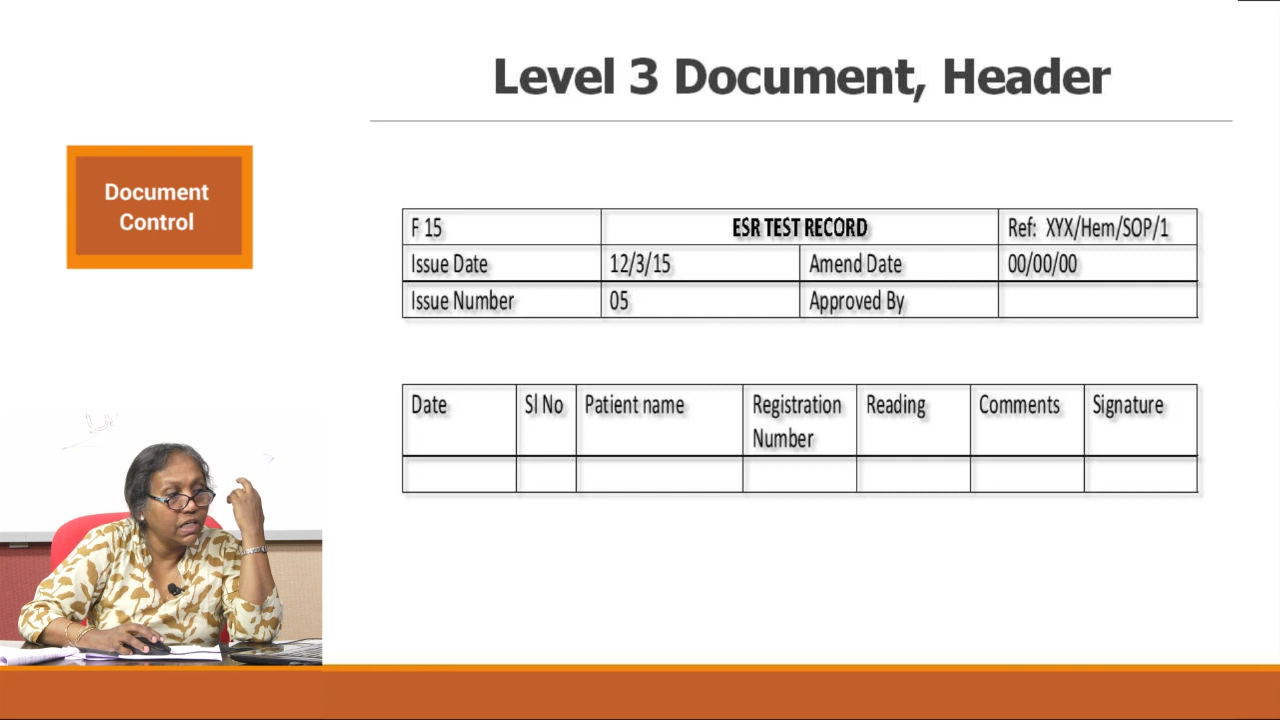 Level 3 Document, Header
Document
Control
F 15 ESR TEST RECORD Ref: XYX/Hem/SOP/1
Issue Date 12/3/15 Amend Date 00/00/00
Issue Number 05 Approved By
Date Sl No Patient name Registration Reading Comments Signature
Number